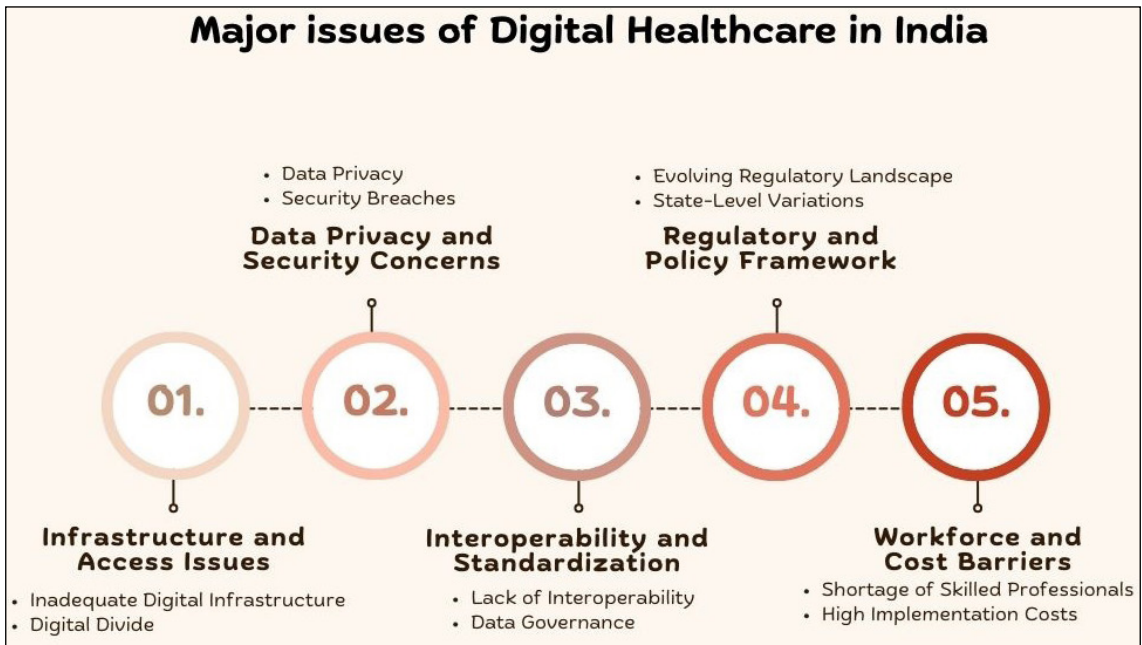 Major issues of Digital Healthcare in India
• Data Privacy
• Security Breaches
Data Privacy and
Security Concerns
• Evolving Regulatory Landscape
• State-Level Variations
Regulatory and
Policy Framework
01.
02.
03.
04.
05.
Infrastructure and
Access Issues
• Inadequate Digital Infrastructure
• Digital Divide
Interoperability and
Standardization
• Lack of Interoperability
• Data Governance
Workforce and
Cost Barriers
• Shortage of Skilled Professionals
• High Implementation Costs